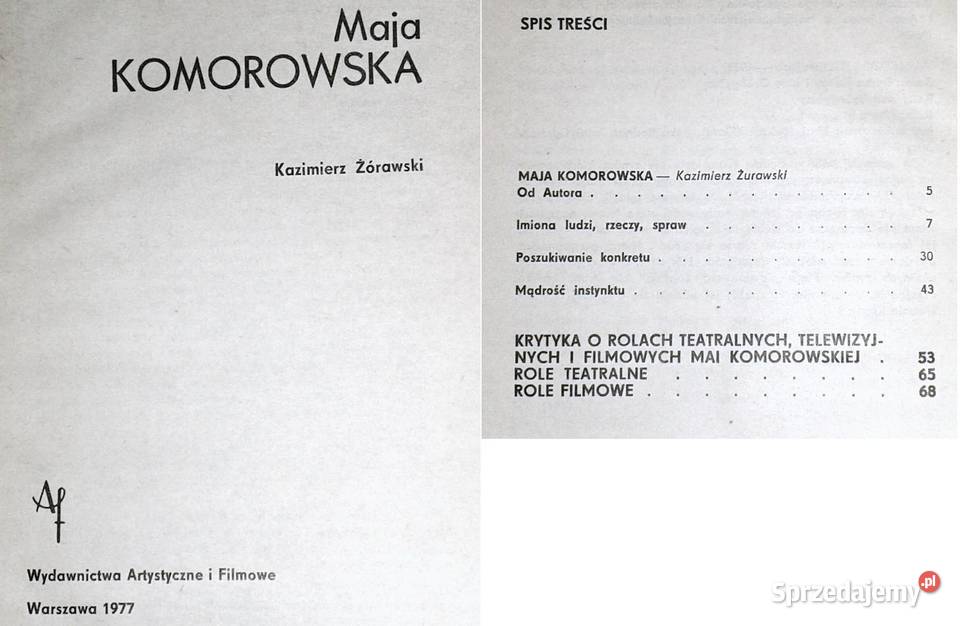 Maja
KOMOROWSKA
Kazimierz Żórawski
Af
Wydawnictwa Artystyczne i Filmowe
Warszawa 1977
SPIS TREŚCI
MAJA KOMOROWSKA — Kazimierz Żurawski
Od Autora . . . . . . . . . . . 5
Imiona ludzi, rzeczy, spraw . . . . . . . 7
Poszukiwanie konkretu . . . . . . . . . 30
Mądrość instynktu . . . . . . . . . . 43
KRYTYKA O ROLACH TEATRALNYCH, TELEWIZYJ-
NYCH I FILMOWYCH MAI KOMOROWSKIEJ . 53
ROLE TEATRALNE . . . . . . . . 65
ROLE FILMOWE . . . . . . . . . 68
Sprzedajemy.pl